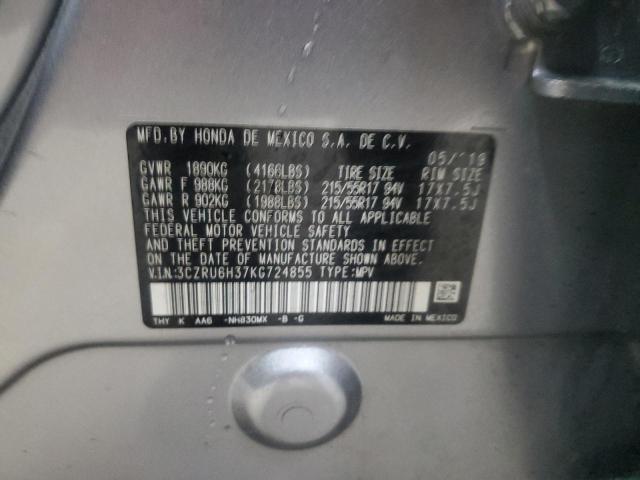 MFD. BY HONDA DE MEXICO S.A. DE C.V.
05/'19
GVWR 1890KG (4166LBS) TIRE SIZE RIM SIZE
GAWR F 988KG (2178LBS) 215/55R17 94V 17X7.5J
GAWR R 902KG (1988LBS) 215/55R17 94V 17X7.5J
THIS VEHICLE CONFORMS TO ALL APPLICABLE
FEDERAL MOTOR VEHICLE SAFETY
AND THEFT PREVENTION STANDARDS IN EFFECT ON THE
DATE OF MANUFACTURE SHOWN ABOVE.
V.I.N:3CZRU6H37KG724855 TYPE:MPV
THY K AA6 -NH830MX -B -G MADE IN MEXICO